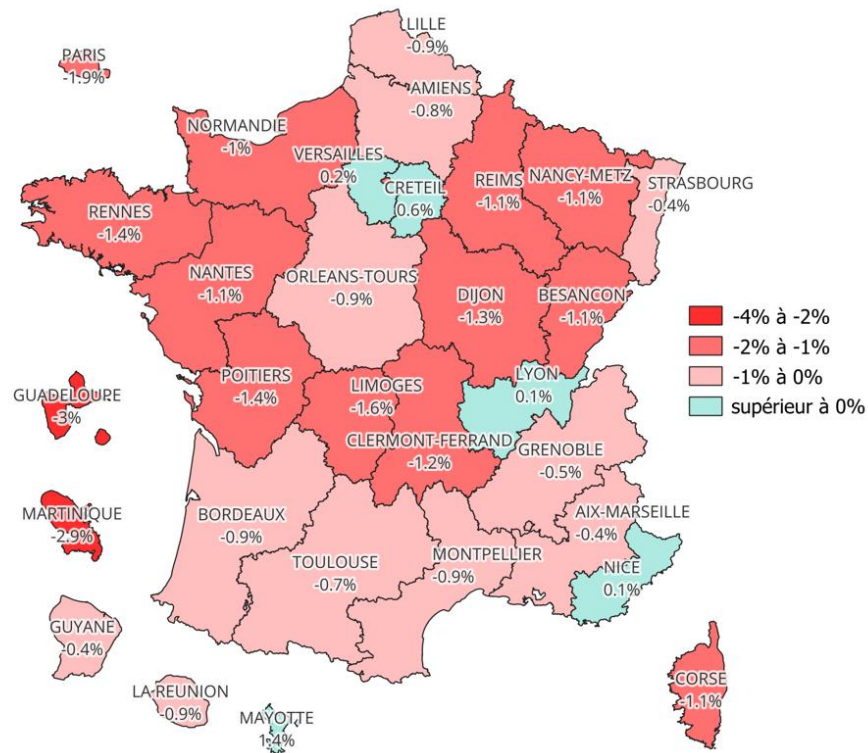 LILLE
-0.9%
PARIS
-1.9%
AMIENS
-0.8%
NORMANDIE
-1%
VERSAILLES
0.2%
CRETEIL
0.6%
REIMS
-1.1%
NANCY-METZ
-1.1%
STRASBOURG
-0.4%
RENNES
-1.4%
NANTES
-1.1%
ORLEANS-TOURS
-0.9%
DIJON
-1.3%
BESANCON
-1.1%
-4% à -2%
-2% à -1%
-1% à 0%
supérieur à 0%
POITIERS
-1.4%
LIMOGES
-1.6%
LYON
0.1%
GUADELOUPE
-3%
CLERMONT-FERRAND
-1.2%
GRENOBLE
-0.5%
MARTINIQUE
-2.9%
BORDEAUX
-0.9%
AIX-MARSEILLE
-0.4%
TOULOUSE
-0.7%
MONTPELLIER
-0.9%
NICE
0.1%
GUYANE
-0.4%
LA-REUNION
-0.9%
MAYOTTE
1.4%
CORSE
-1.1%